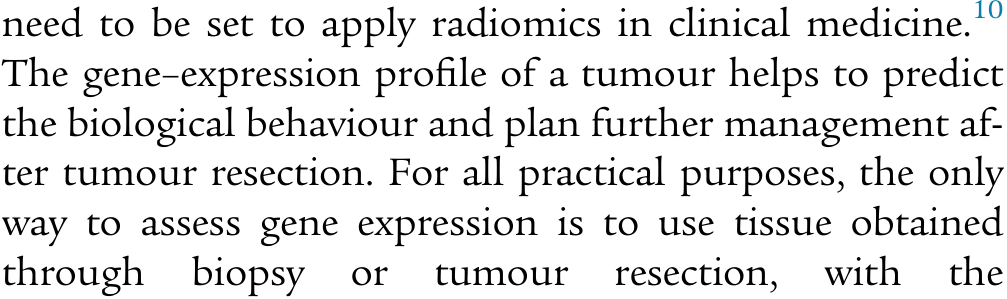 need to be set to apply radiomics in clinical medicine.10
The gene–expression profile of a tumour helps to predict
the biological behaviour and plan further management af-
ter tumour resection. For all practical purposes, the only
way to assess gene expression is to use tissue obtained
through biopsy or tumour resection, with the